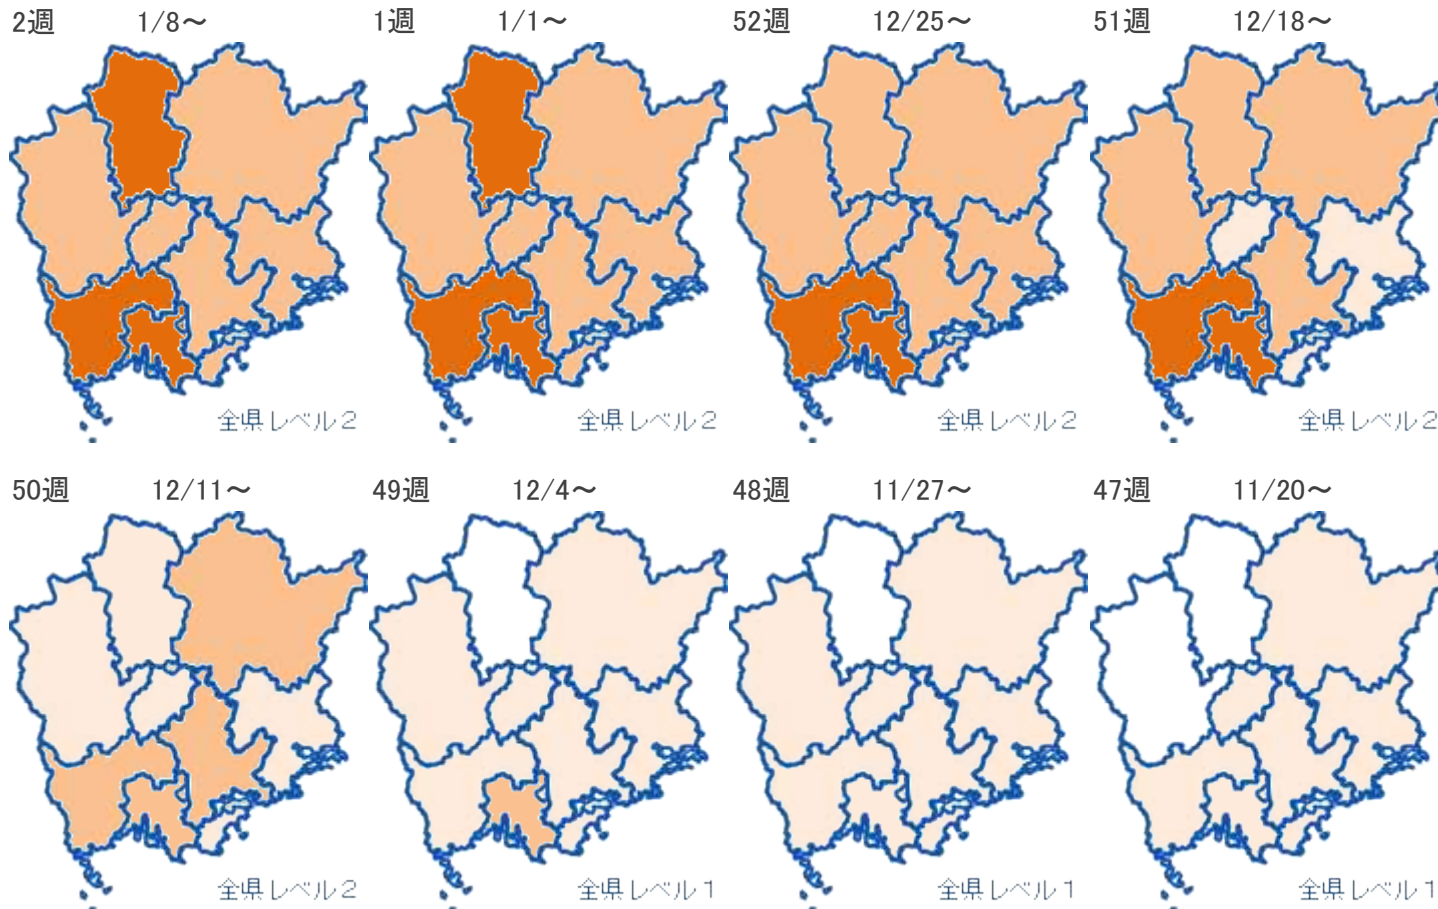 2週 1/8～
1週 1/1～
52週 12/25～
51週 12/18～
全県レベル2
全県レベル2
全県レベル2
全県レベル2
50週 12/11～
49週 12/4～
48週 11/27～
47週 11/20～
全県レベル2
全県レベル1
全県レベル1
全県レベル1